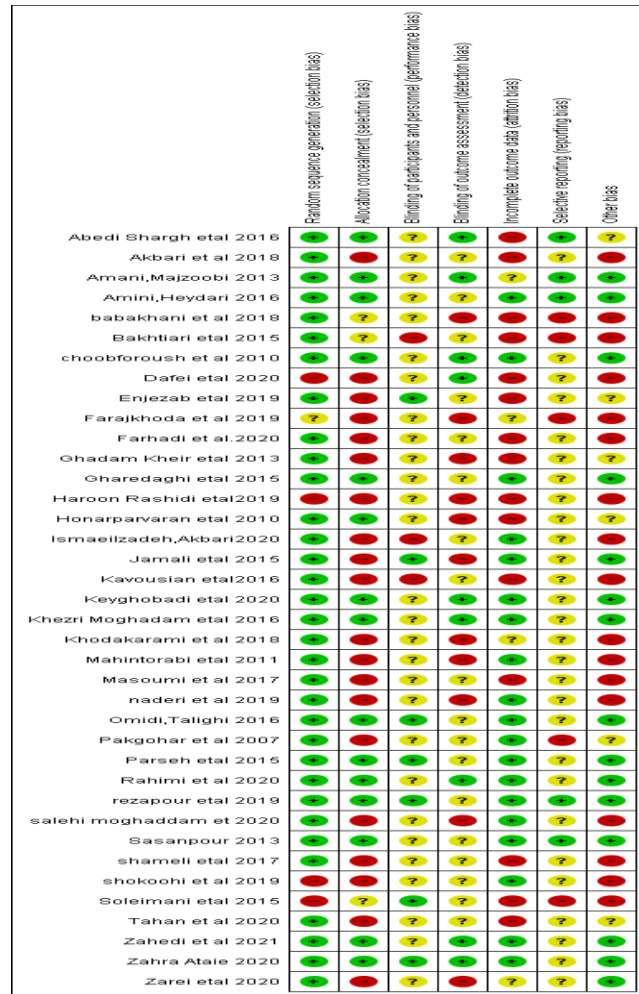 Random sequence generation (selection bias)
Allocation concealment (selection bias)
Blinding of participants and personnel (performance bias)
Blinding of outcome assessment (detection bias)
Incomplete outcome data (attrition bias)
Selective reporting (reporting bias)
Other bias
Abedi Shargh etal 2016 + + ? + - + ?
Akbari et al 2018 + - ? ? - ? -
Amani,Majzoobi 2013 + + ? + ? + +
Amini,Heydari 2016 + + ? ? + + +
babakhani et al 2018 + ? ? - - - -
Bakhtiari et al 2015 + ? - ? - - -
choobforoush et al 2010 + + ? + + ? +
Dafei etal 2020 - - ? + - ? -
Enjezab etal 2019 + - + ? - ? ?
Farajkhoda et al 2019 ? - ? - ? - -
Farhadi et al.2020 + - ? ? - ? -
Ghadam Kheir etal 2013 + - ? - - ? ?
Gharedaghi etal 2015 + + ? ? + ? +
Haroon Rashidi etal2019 - - ? - - ? -
Honarparvaran etal 2010 + + ? - - ? ?
Ismaeilzadeh,Akbari2020 + - - ? + ? -
Jamali etal 2015 + - + - + ? +
Kavousian etal2016 + - - ? - ? -
Keyghobadi etal 2020 + + ? + + ? +
Khezri Moghadam etal 2016 + + ? + + ? +
Khodakarami et al 2018 + - ? - ? ? -
Mahintorabi etal 2011 + - ? - + ? -
Masoumi et al 2017 + - ? ? - ? -
naderi et al 2019 + - ? - + ? -
Omidi,Talighi 2016 + + + ? + ? +
Pakgohar et al 2007 + - ? ? + - ?
Parseh etal 2015 + + + ? + ? +
Rahimi et al 2020 + + ? + + ? +
rezapour etal 2019 + + + ? + + +
salehi moghaddam et 2020 + - ? - + ? -
Sasanpour 2013 + + ? ? + + +
shameli etal 2017 + - ? ? - ? -
shokoohi et al 2019 - - ? ? + ? -
Soleimani etal 2015 - ? + ? - - -
Tahan et al 2020 + - ? ? - ? ?
Zahedi et al 2021 + + ? + + ? +
Zahra Ataie 2020 + + + + + ? +
Zarei etal 2020 + - ? - ? ? +